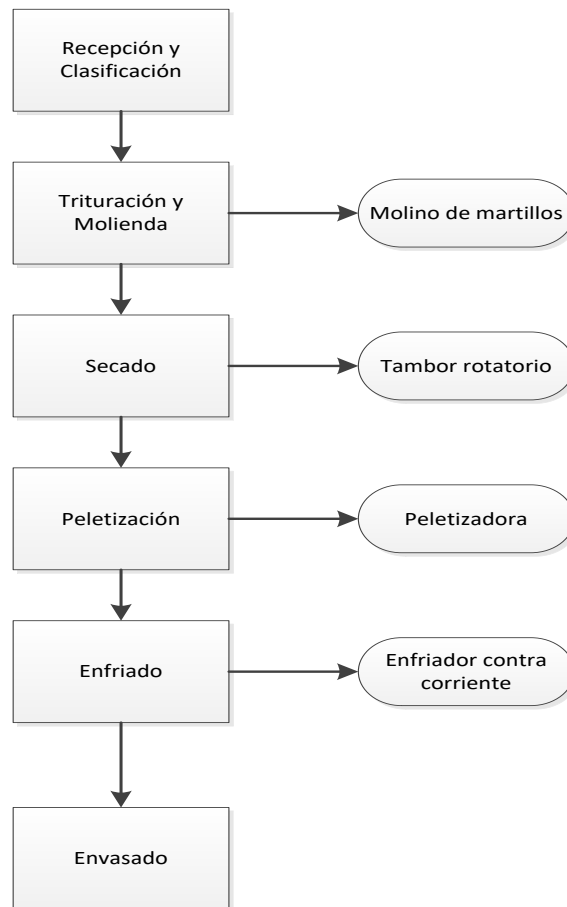 Recepción y
Clasificación
Trituración y
Molienda
Molino de martillos
Secado
Tambor rotatorio
Peletización
Peletizadora
Enfriado
Enfriador contra
corriente
Envasado